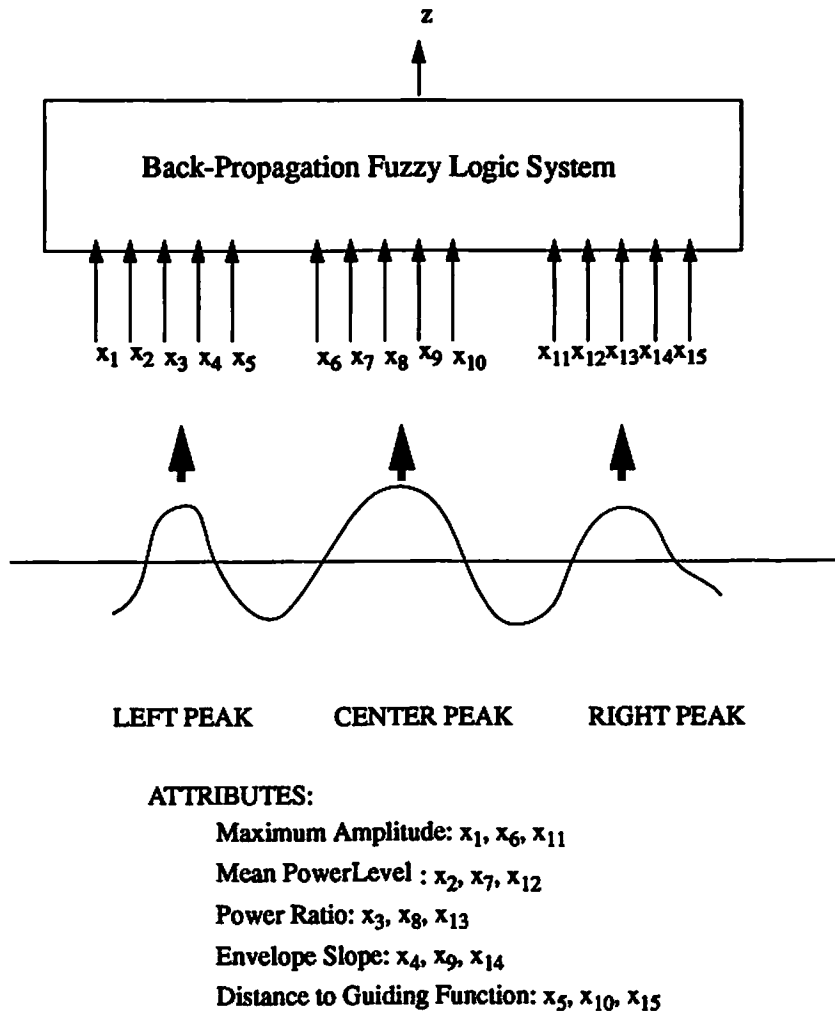 z
Back-Propagation Fuzzy Logic System
x1 x2 x3 x4 x5 x6 x7 x8 x9 x10 x11 x12 x13 x14 x15
LEFT PEAK CENTER PEAK RIGHT PEAK
ATTRIBUTES:
Maximum Amplitude: x1, x6, x11
Mean PowerLevel : x2, x7, x12
Power Ratio: x3, x8, x13
Envelope Slope: x4, x9, x14
Distance to Guiding Function: x5, x10, x15